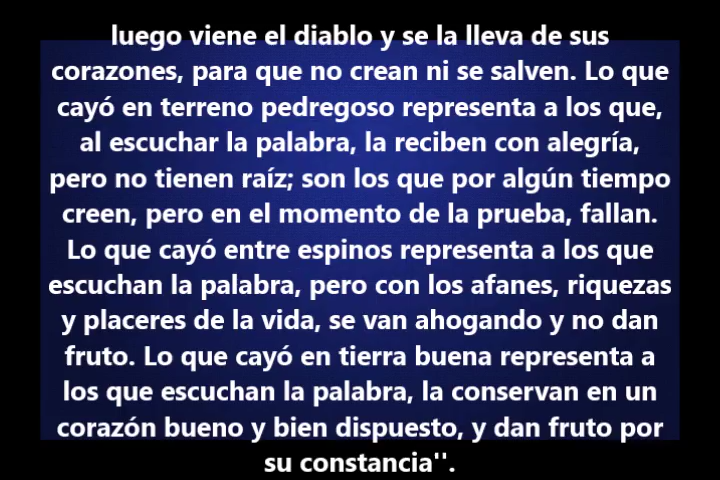 luego viene el diablo y se la lleva de sus
corazones, para que no crean ni se salven. Lo que
cayó en terreno pedregoso representa a los que,
al escuchar la palabra, la reciben con alegría,
pero no tienen raíz; son los que por algún tiempo
creen, pero en el momento de la prueba, fallan.
Lo que cayó entre espinos representa a los que
escuchan la palabra, pero con los afanes, riquezas
y placeres de la vida, se van ahogando y no dan
fruto. Lo que cayó en tierra buena representa a
los que escuchan la palabra, la conservan en un
corazón bueno y bien dispuesto, y dan fruto por
su constancia''.